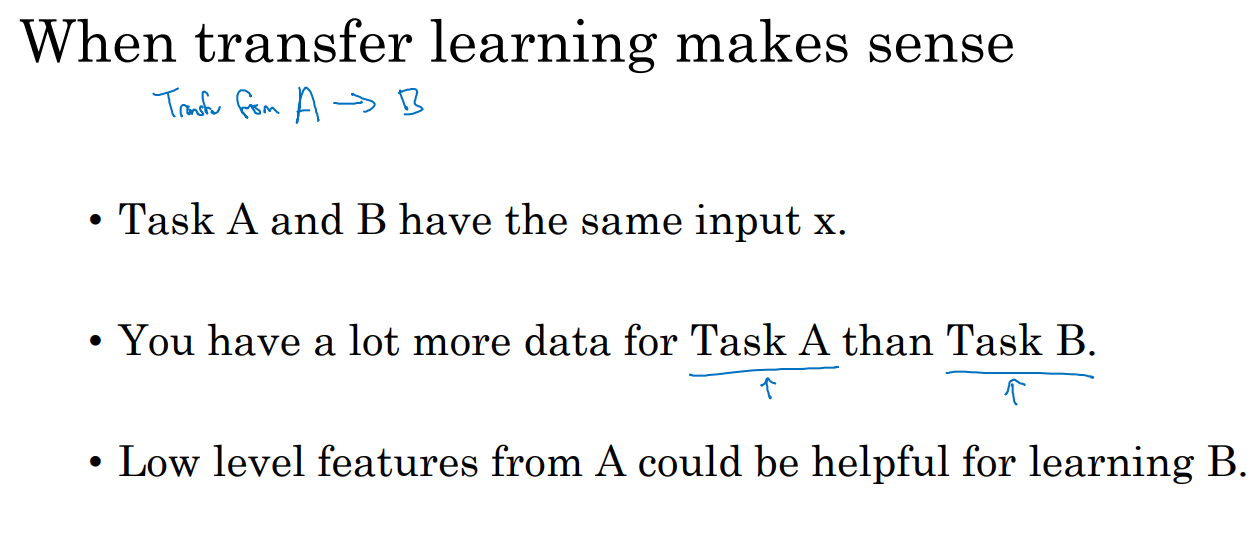 When transfer learning makes sense
Transfer from A → B
• Task A and B have the same input x.
• You have a lot more data for Task A than Task B.
↑ ↑
• Low level features from A could be helpful for learning B.